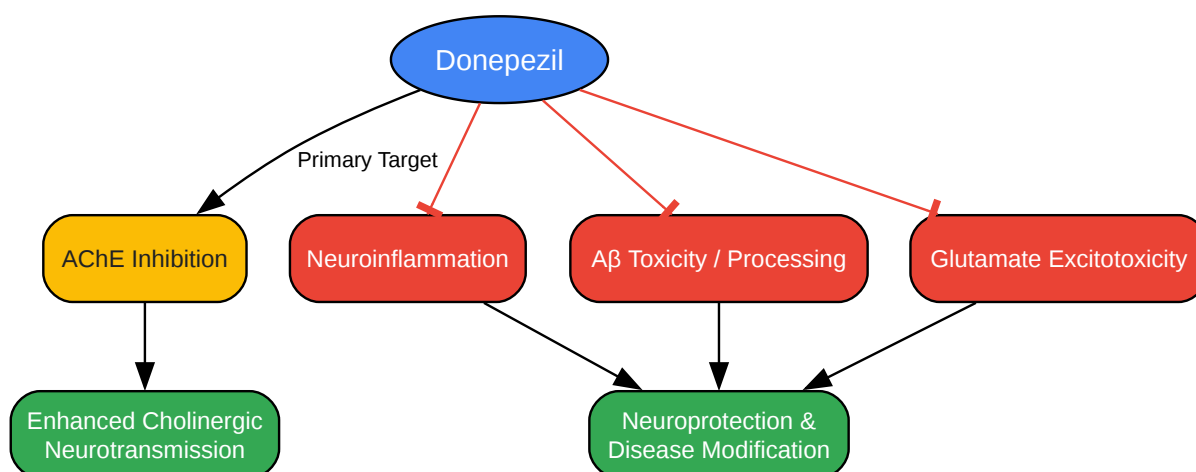 Donepezil
Primary Target
AChE Inhibition
Neuroinflammation
Aβ Toxicity / Processing
Glutamate Excitotoxicity
Enhanced Cholinergic
Neurotransmission
Neuroprotection &
Disease Modification